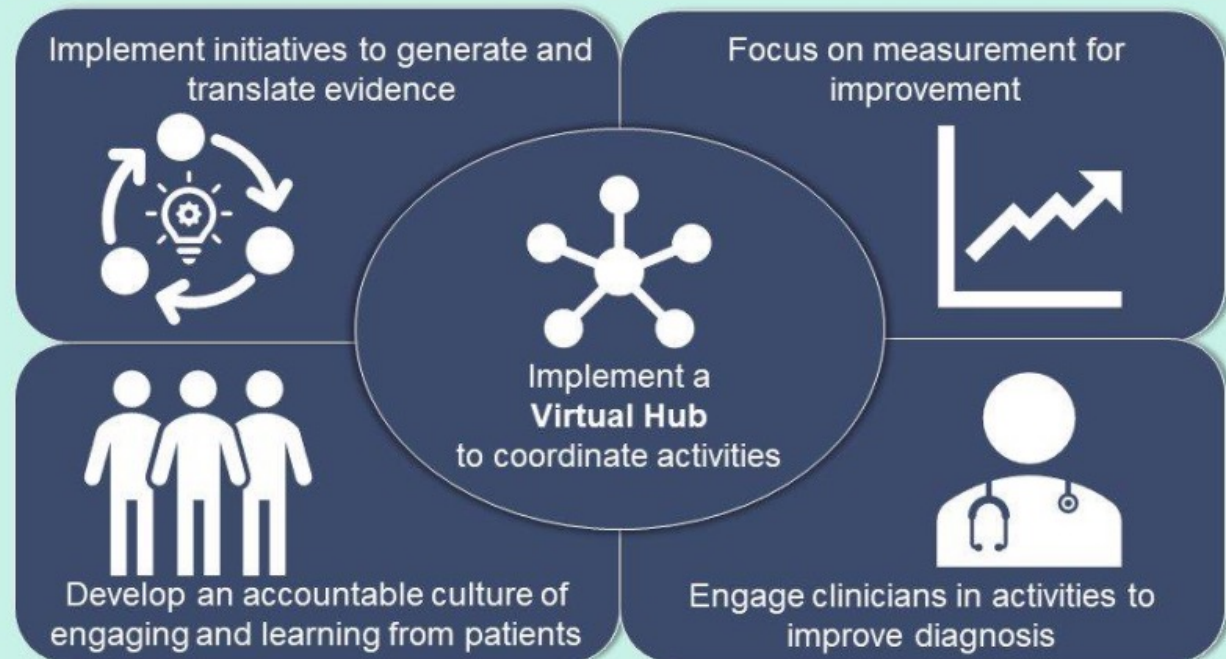 Implement initiatives to generate and
translate evidence
Focus on measurement for
improvement
Implement a
Virtual Hub
to coordinate activities
Develop an accountable culture of
engaging and learning from patients
Engage clinicians in activities to
improve diagnosis